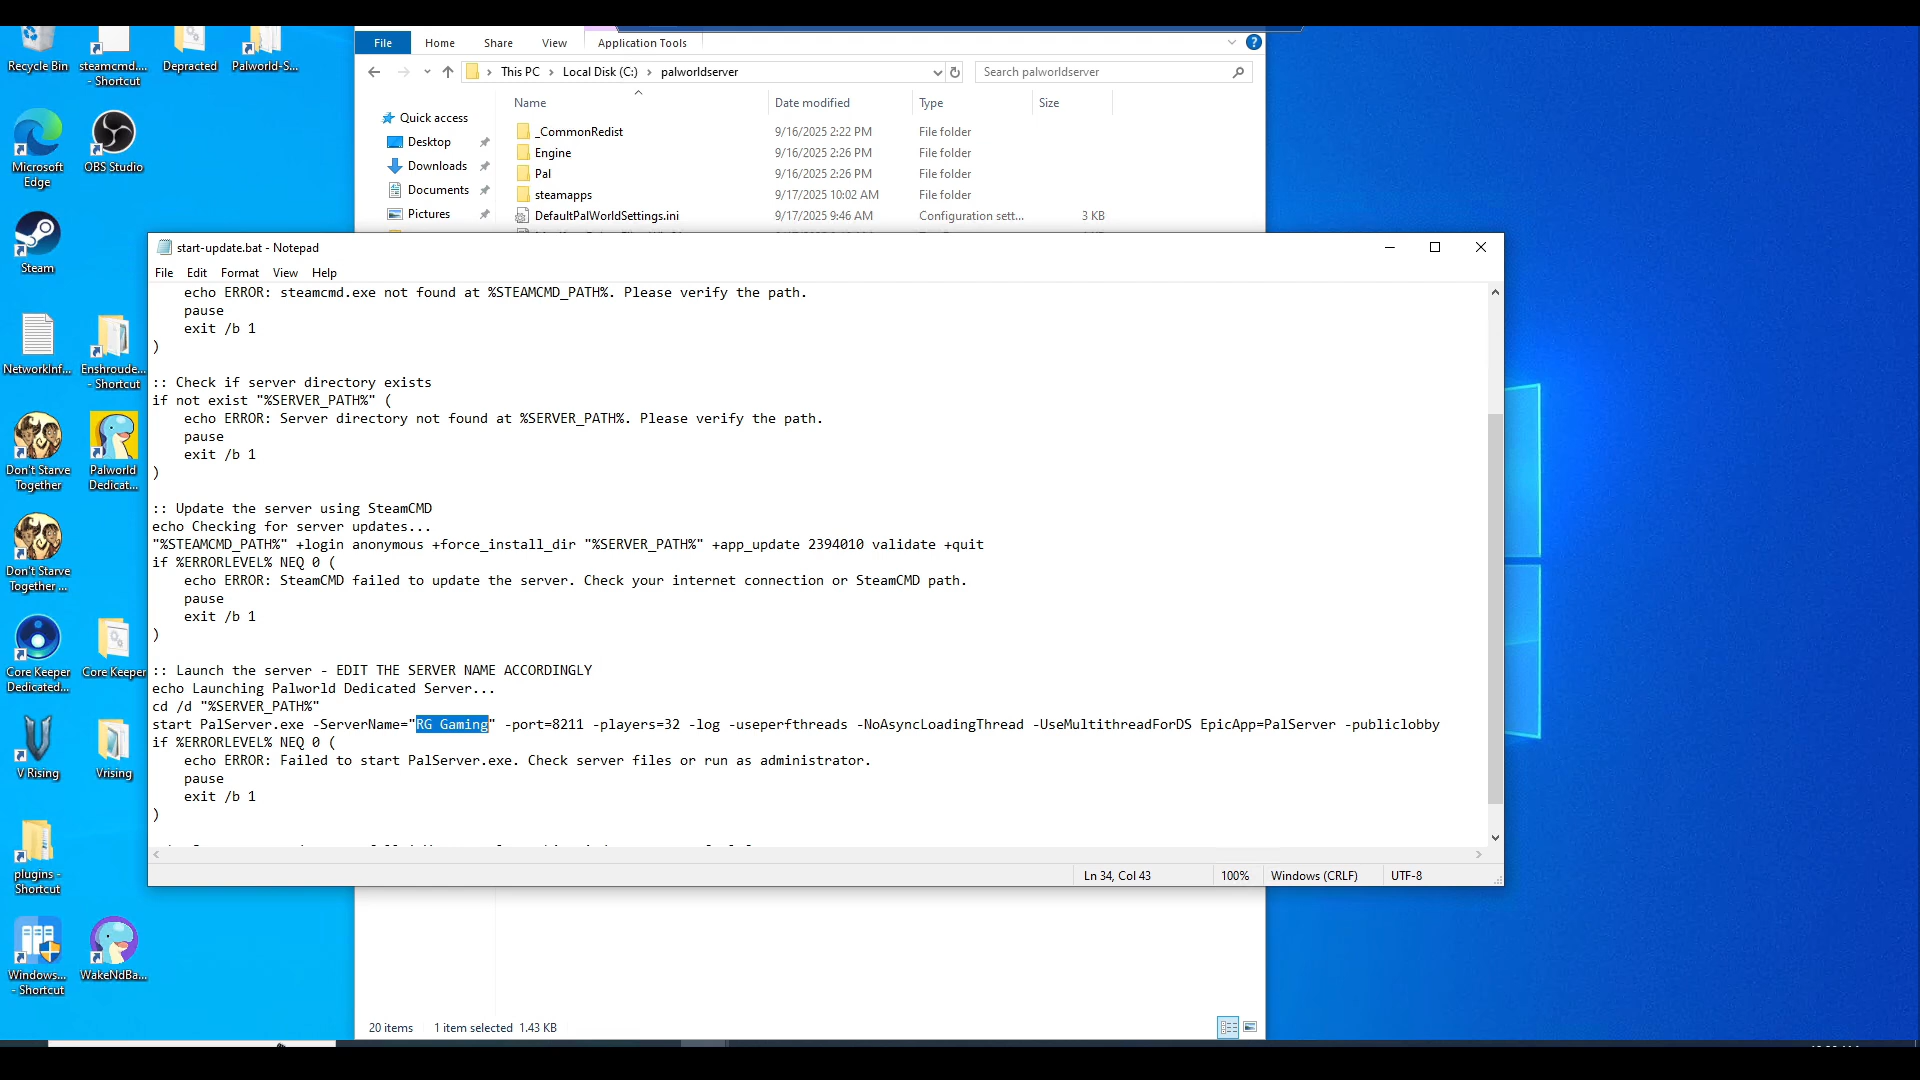 Recycle Bin
steamcmd....
- Shortcut
Depracted
Palworld-S...
Microsoft
Edge
OBS Studio
Steam
NetworkInf...
Enshroude...
- Shortcut
Don't Starve
Together
Palworld
Dedicat...
Don't Starve
Together ...
Core Keeper
Dedicated...
Core Keeper
V Rising
Vrising
plugins -
Shortcut
Windows...
- Shortcut
WakeNdBa...
File Home Share View Application Tools
This PC > Local Disk (C:) > palworldserver
Search palworldserver
Name Date modified Type Size
Quick access
Desktop
Downloads
Documents
Pictures
_CommonRedist 9/16/2025 2:22 PM File folder
Engine 9/16/2025 2:26 PM File folder
Pal 9/16/2025 2:26 PM File folder
steamapps 9/17/2025 10:02 AM File folder
DefaultPalWorldSettings.ini 9/17/2025 9:46 AM Configuration sett... 3 KB
start-update.bat - Notepad
File Edit Format View Help
echo ERROR: steamcmd.exe not found at %STEAMCMD_PATH%. Please verify the path.
pause
exit /b 1
)
:: Check if server directory exists
if not exist "%SERVER_PATH%" (
echo ERROR: Server directory not found at %SERVER_PATH%. Please verify the path.
pause
exit /b 1
)
:: Update the server using SteamCMD
echo Checking for server updates...
"%STEAMCMD_PATH%" +login anonymous +force_install_dir "%SERVER_PATH%" +app_update 2394010 validate +quit
if %ERRORLEVEL% NEQ 0 (
echo ERROR: SteamCMD failed to update the server. Check your internet connection or SteamCMD path.
pause
exit /b 1
)
:: Launch the server - EDIT THE SERVER NAME ACCORDINGLY
echo Launching Palworld Dedicated Server...
cd /d "%SERVER_PATH%"
start PalServer.exe -ServerName="RG Gaming" -port=8211 -players=32 -log -useperfthreads -NoAsyncLoadingThread -UseMultithreadForDS EpicApp=PalServer -publiclobby
if %ERRORLEVEL% NEQ 0 (
echo ERROR: Failed to start PalServer.exe. Check server files or run as administrator.
pause
exit /b 1
)
Ln 34, Col 43 100% Windows (CRLF) UTF-8
20 items 1 item selected 1.43 KB